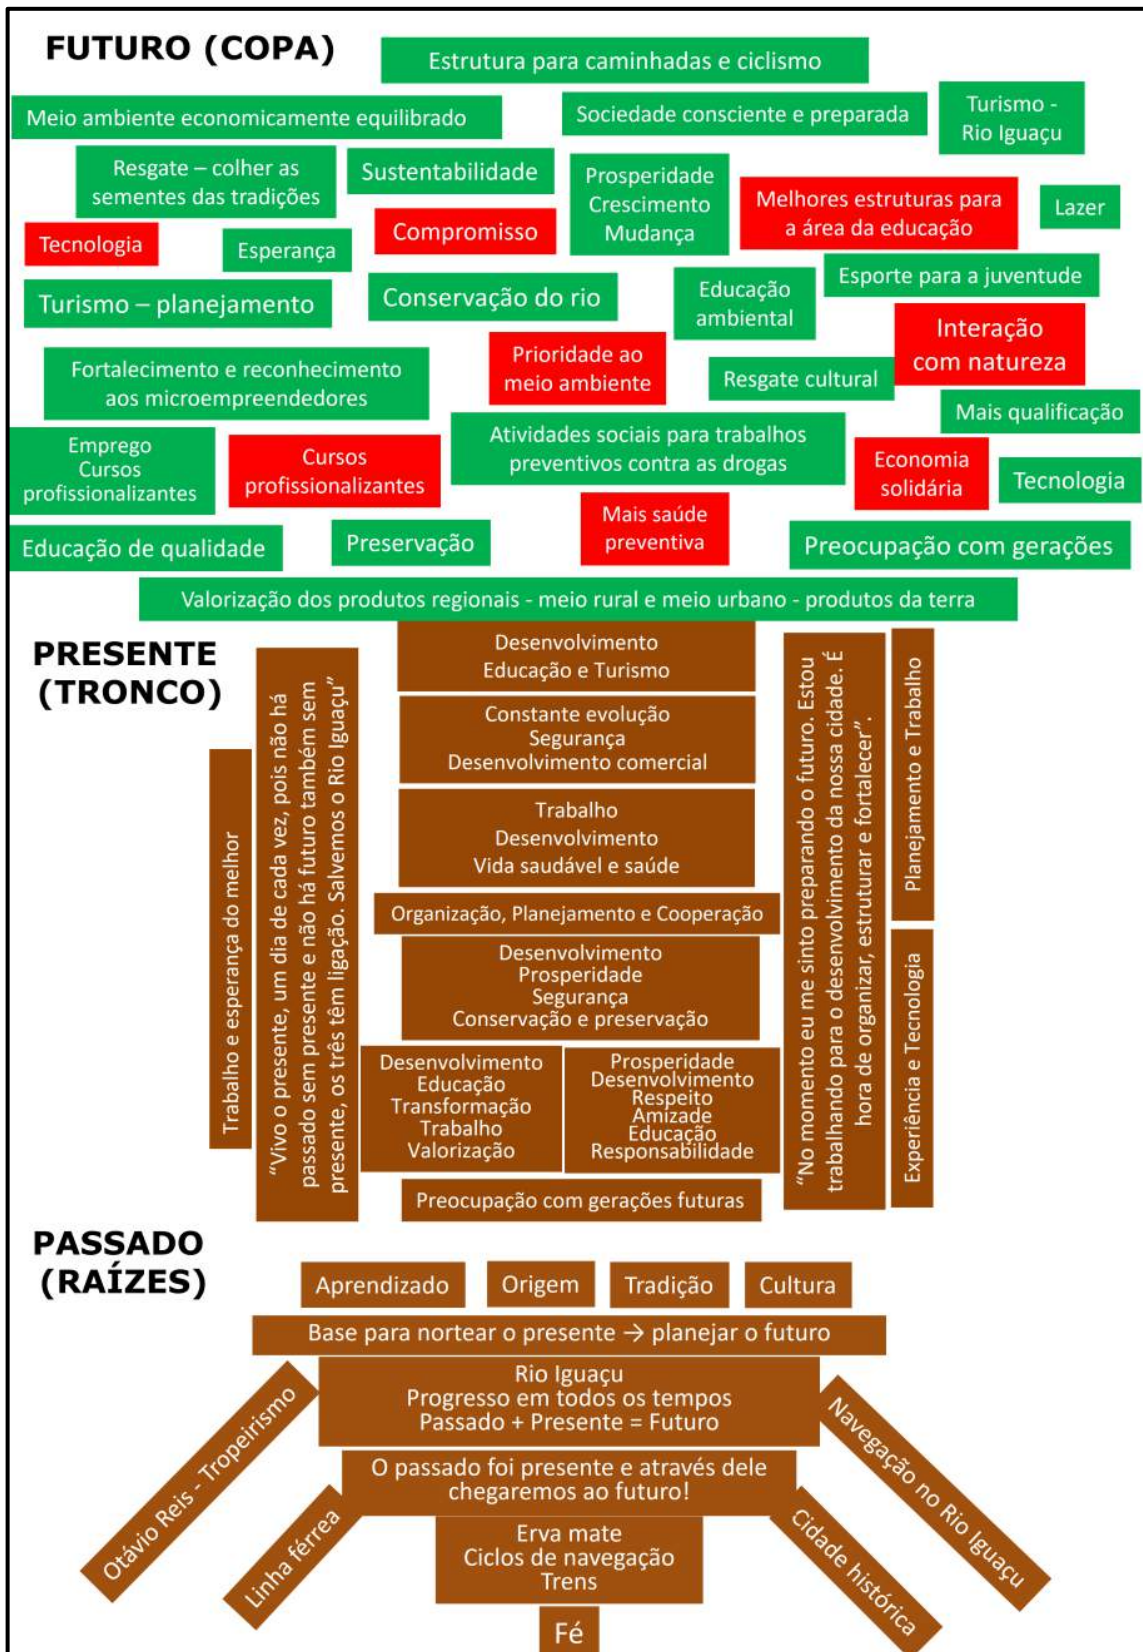 FUTURO (COPA)
Estrutura para caminhadas e ciclismo
Meio ambiente economicamente equilibrado
Sociedade consciente e preparada
Turismo -
Rio Iguaçu
Resgate – colher as
sementes das tradições
Sustentabilidade
Prosperidade
Crescimento
Mudança
Melhores estruturas para
a área da educação
Lazer
Tecnologia
Esperança
Compromisso
Turismo – planejamento
Conservação do rio
Educação
ambiental
Esporte para a juventude
Interação
com natureza
Fortalecimento e reconhecimento
aos microempreendedores
Prioridade ao
meio ambiente
Resgate cultural
Mais qualificação
Emprego
Cursos
profissionalizantes
Cursos
profissionalizantes
Atividades sociais para trabalhos
preventivos contra as drogas
Economia
solidária
Tecnologia
Educação de qualidade
Preservação
Mais saúde
preventiva
Preocupação com gerações
Valorização dos produtos regionais - meio rural e meio urbano - produtos da terra
PRESENTE
(TRONCO)
Trabalho e esperança do melhor
“Vivo o presente, um dia de cada vez, pois não há
passado sem presente e não há futuro também sem
presente, os três têm ligação. Salvemos o Rio Iguaçu”
Desenvolvimento
Educação e Turismo
Constante evolução
Segurança
Desenvolvimento comercial
Trabalho
Desenvolvimento
Vida saudável e saúde
Organização, Planejamento e Cooperação
Desenvolvimento
Prosperidade
Segurança
Conservação e preservação
Desenvolvimento
Educação
Transformação
Trabalho
Valorização
Prosperidade
Desenvolvimento
Respeito
Amizade
Educação
Responsabilidade
Preocupação com gerações futuras
“No momento eu me sinto preparando o futuro. Estou
trabalhando para o desenvolvimento da nossa cidade. É
hora de organizar, estruturar e fortalecer”.
Planejamento e Trabalho
Experiência e Tecnologia
PASSADO
(RAÍZES)
Aprendizado
Origem
Tradição
Cultura
Base para nortear o presente → planejar o futuro
Rio Iguaçu
Progresso em todos os tempos
Passado + Presente = Futuro
Otávio Reis - Tropeirismo
Navegação no Rio Iguaçu
O passado foi presente e através dele
chegaremos ao futuro!
Linha férrea
Cidade histórica
Erva mate
Ciclos de navegação
Trens
Fé